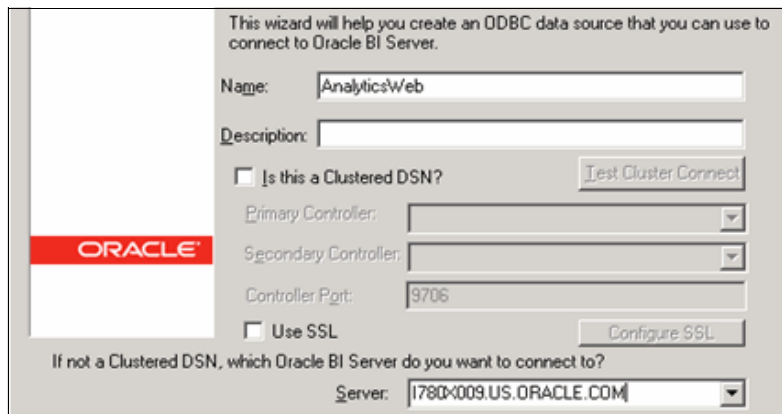 This wizard will help you create an ODBC data source that you can use to
connect to Oracle BI Server.
Name: AnalyticsWeb
Description:
Is this a Clustered DSN? Test Cluster Connect
Primary Controller:
ORACLE
Secondary Controller:
Controller Port: 9706
Use SSL Configure SSL
If not a Clustered DSN, which Oracle BI Server do you want to connect to?
Server: I780X009.US.ORACLE.COM